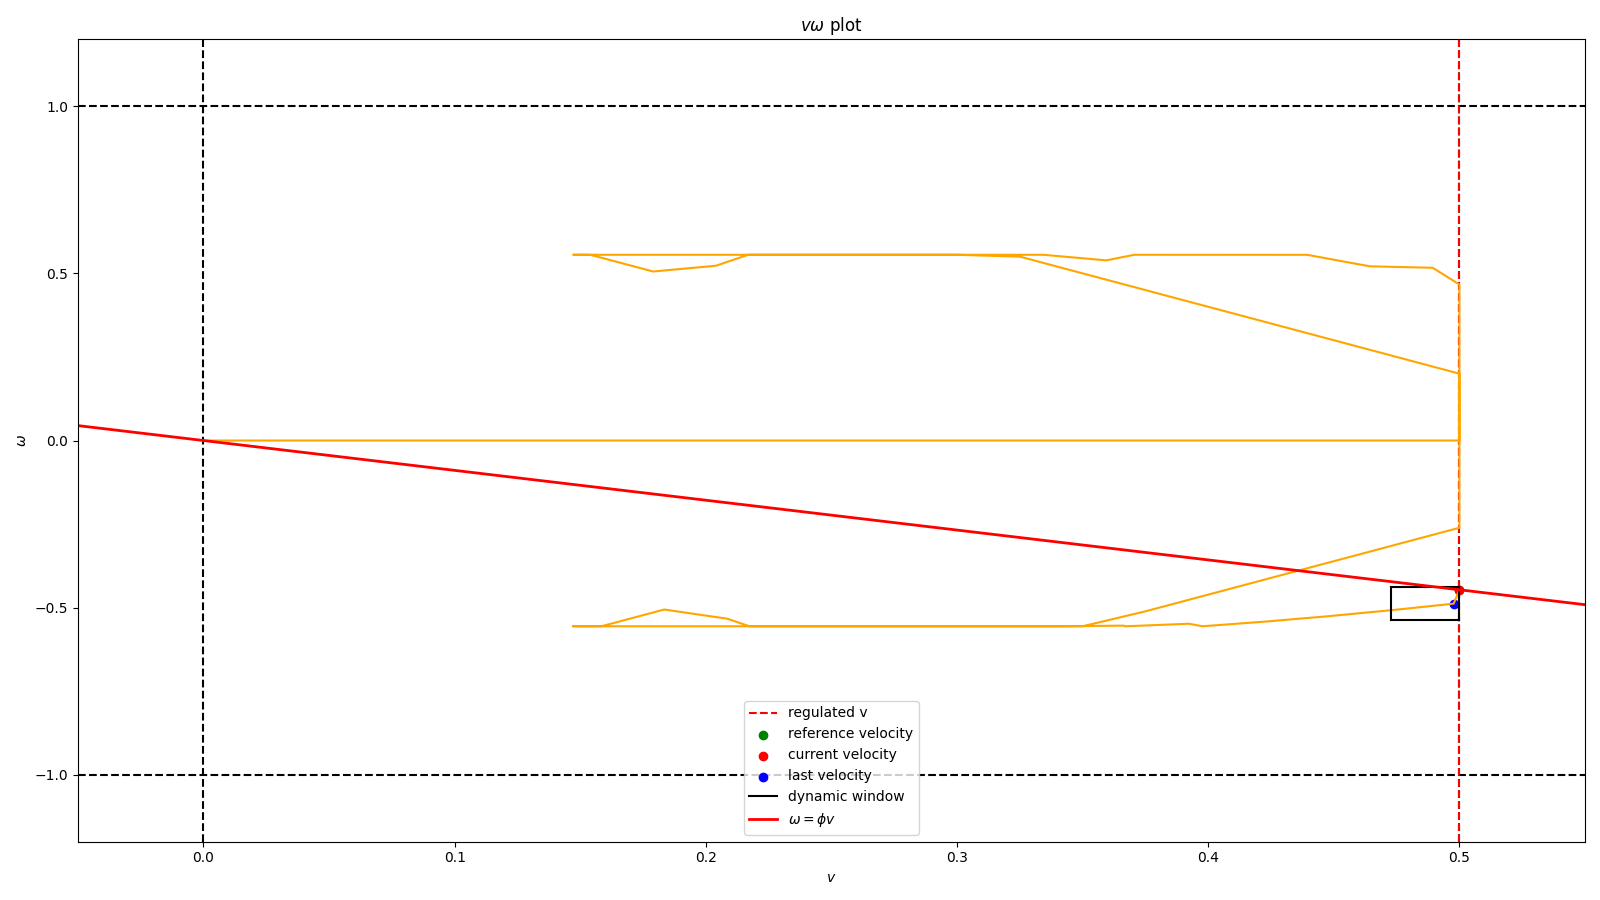 vω plot
1.0
0.5
0.0
−0.5
−1.0
ω
0.0
0.1
0.2
0.3
0.4
0.5
v
regulated v
reference velocity
current velocity
last velocity
dynamic window
ω = ϕv